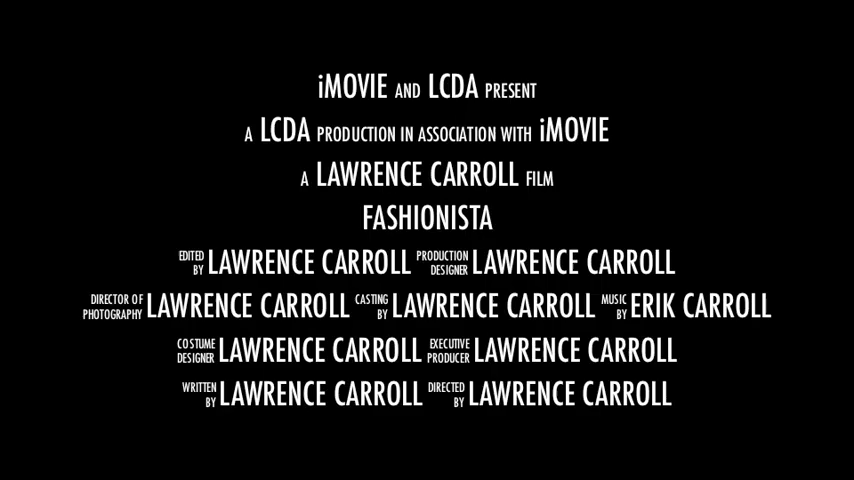 iMOVIE AND LCDA PRESENT
A LCDA PRODUCTION IN ASSOCIATION WITH iMOVIE
A LAWRENCE CARROLL FILM
FASHIONISTA
EDITED BY LAWRENCE CARROLL PRODUCTION DESIGNER LAWRENCE CARROLL
DIRECTOR OF PHOTOGRAPHY LAWRENCE CARROLL CASTING BY LAWRENCE CARROLL MUSIC BY ERIK CARROLL
COSTUME DESIGNER LAWRENCE CARROLL EXECUTIVE PRODUCER LAWRENCE CARROLL
WRITTEN BY LAWRENCE CARROLL DIRECTED BY LAWRENCE CARROLL